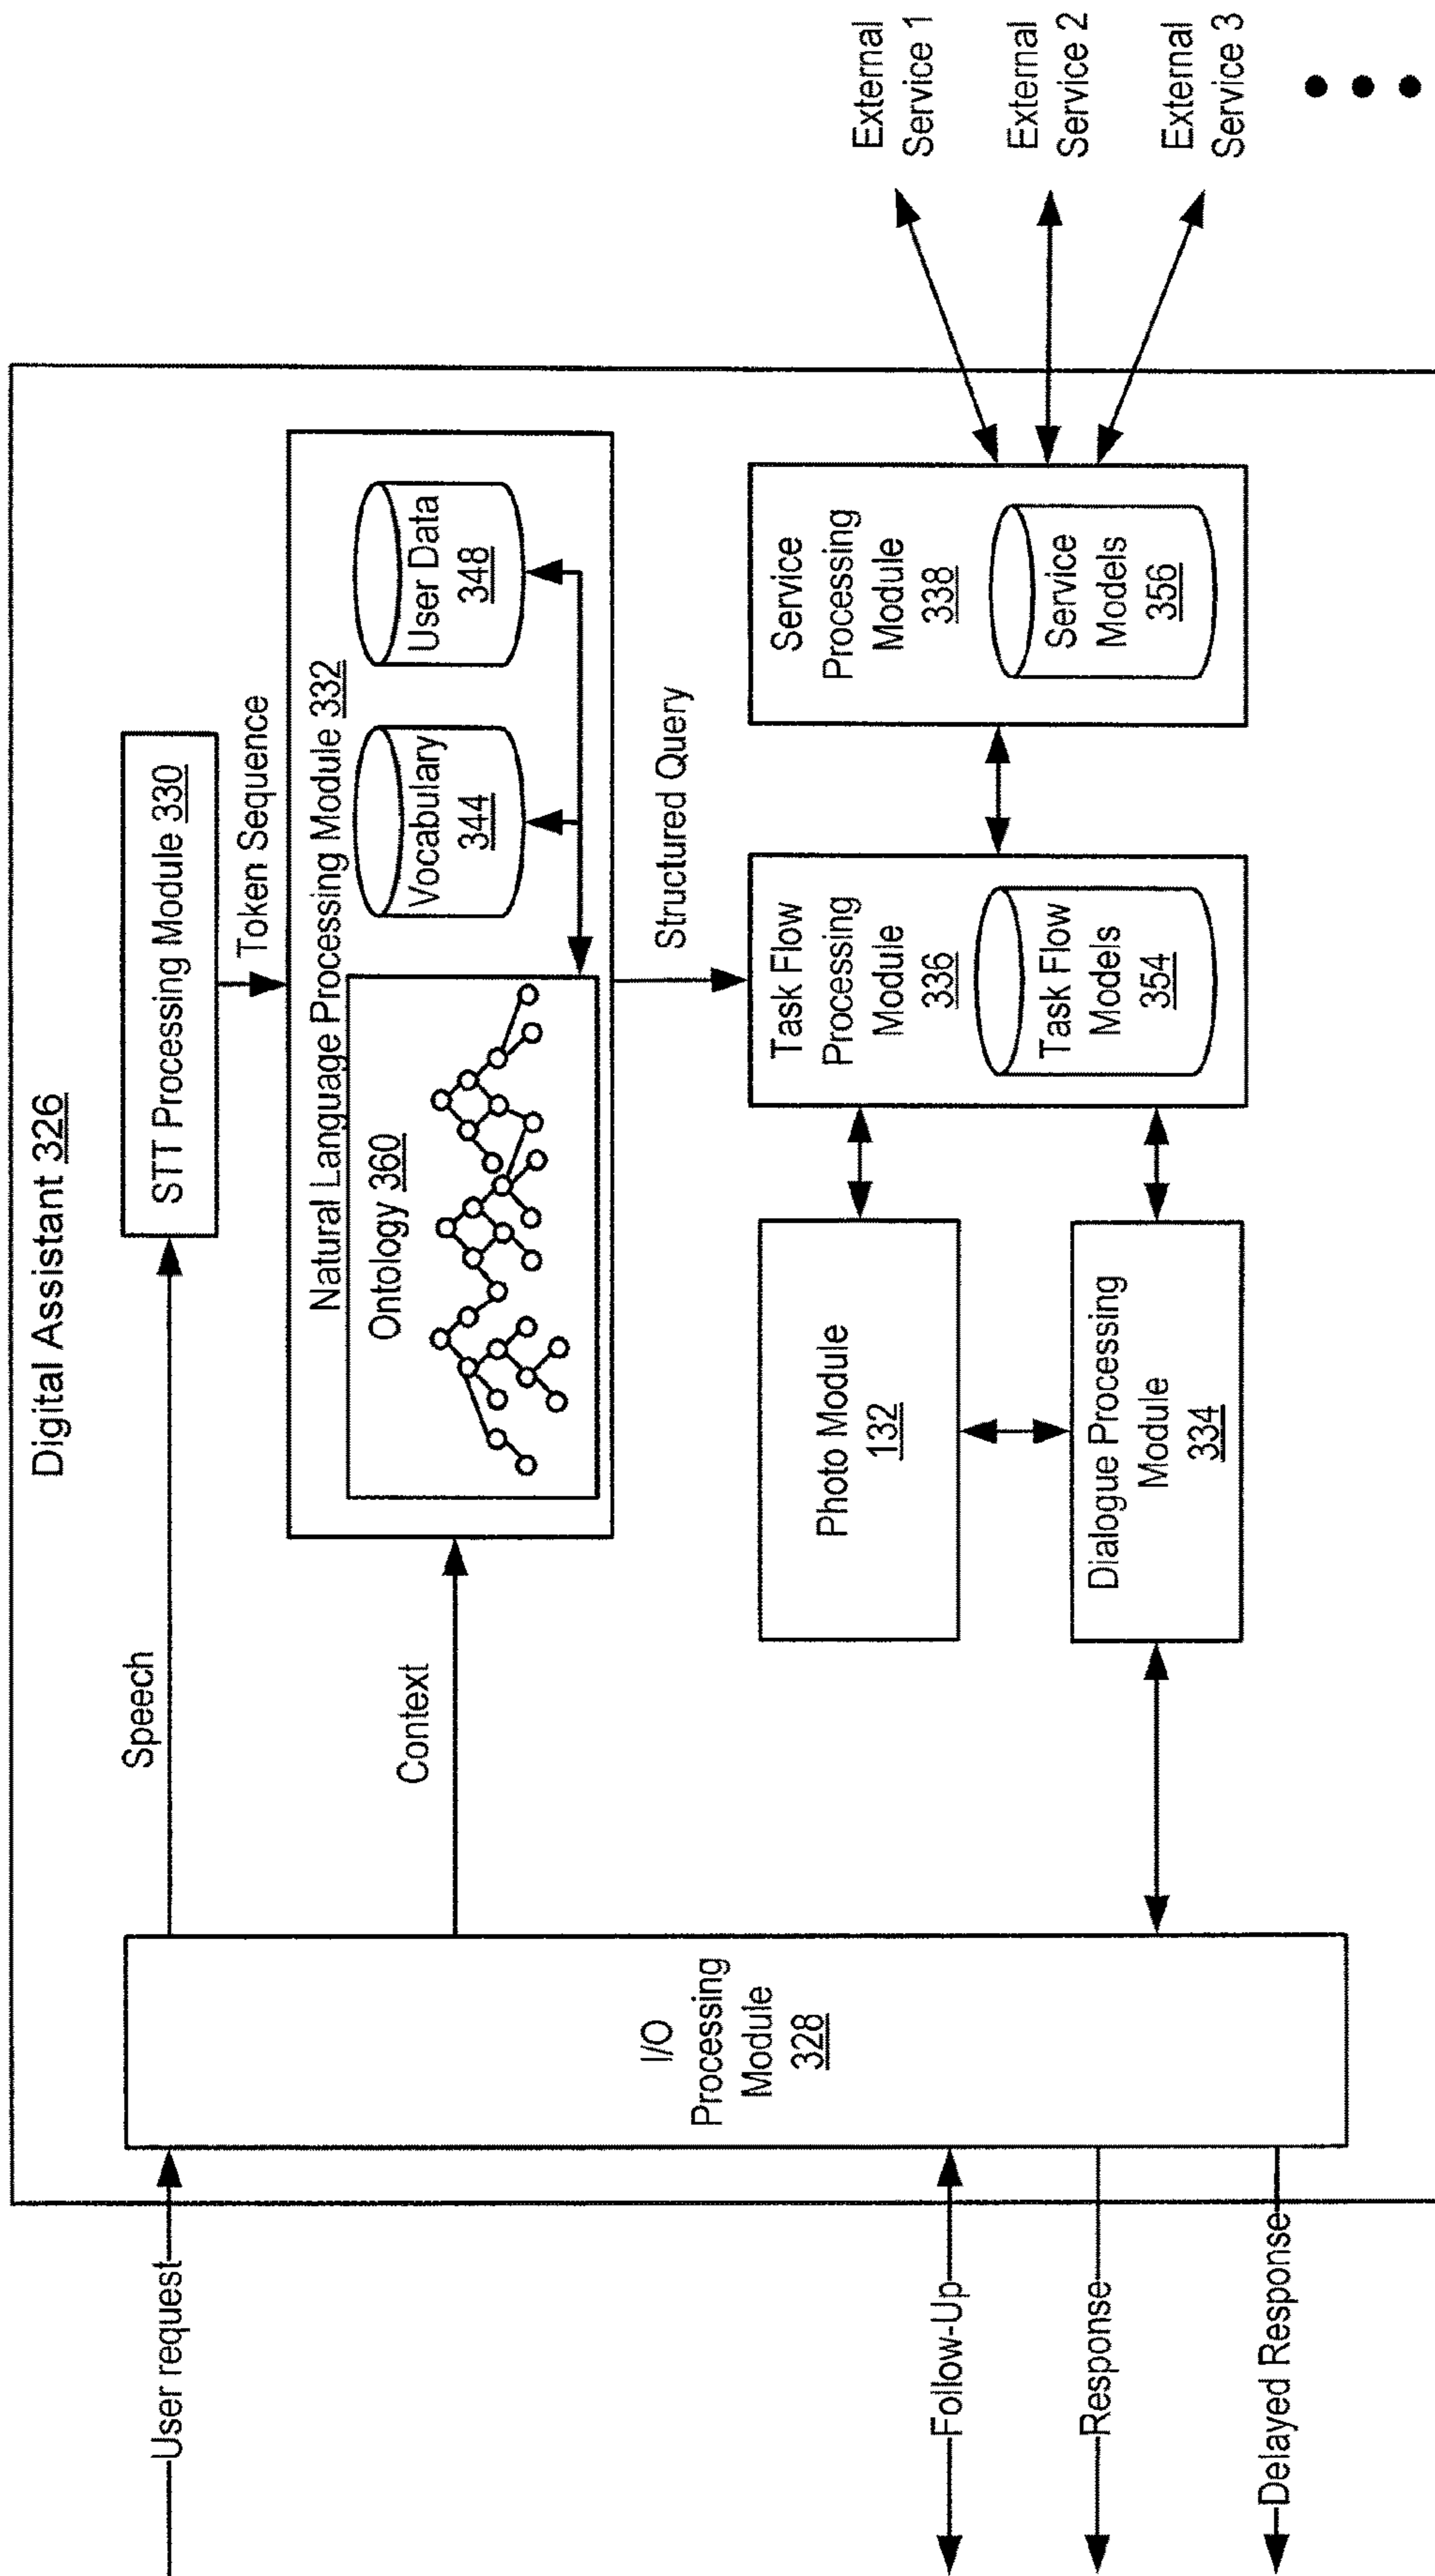 Digital Assistant 326
User request
Follow-Up
Response
Delayed Response
I/O
Processing
Module
328
Speech
Context
STT Processing Module 330
Token Sequence
Natural Language Processing Module 332
Ontology 360
Vocabulary
344
User Data
348
Structured Query
Photo Module
132
Dialogue Processing
Module
334
Task Flow
Processing
Module
336
Task Flow
Models
354
Service
Processing
Module
338
Service
Models
356
External
Service 1
External
Service 2
External
Service 3